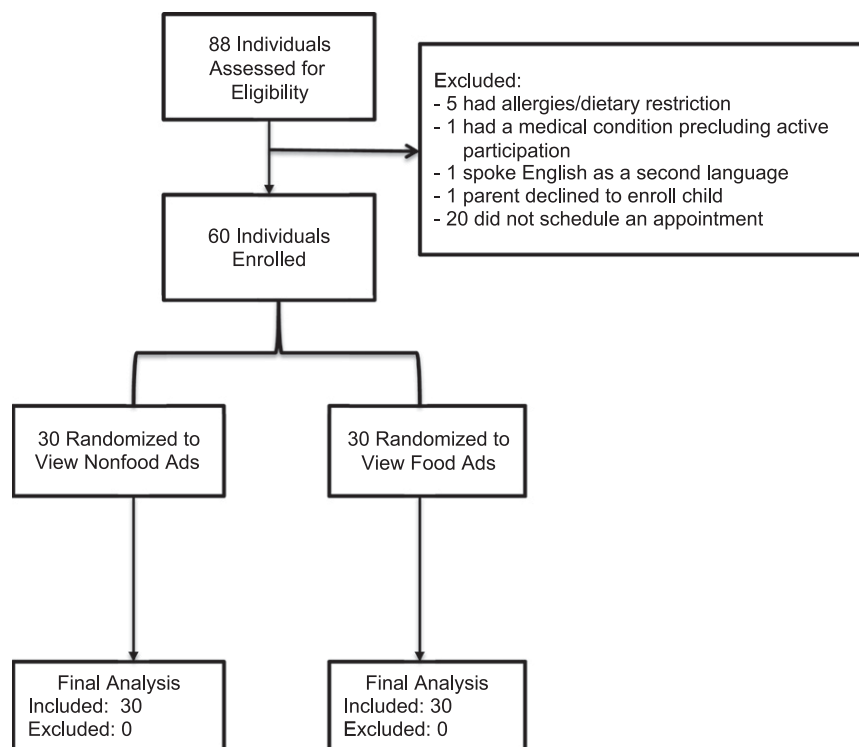 88 Individuals
Assessed for
Eligibility
Excluded:
- 5 had allergies/dietary restriction
- 1 had a medical condition precluding active
participation
- 1 spoke English as a second language
- 1 parent declined to enroll child
- 20 did not schedule an appointment
60 Individuals
Enrolled
30 Randomized to
View Nonfood Ads
30 Randomized to
View Food Ads
Final Analysis
Included: 30
Excluded: 0
Final Analysis
Included: 30
Excluded: 0